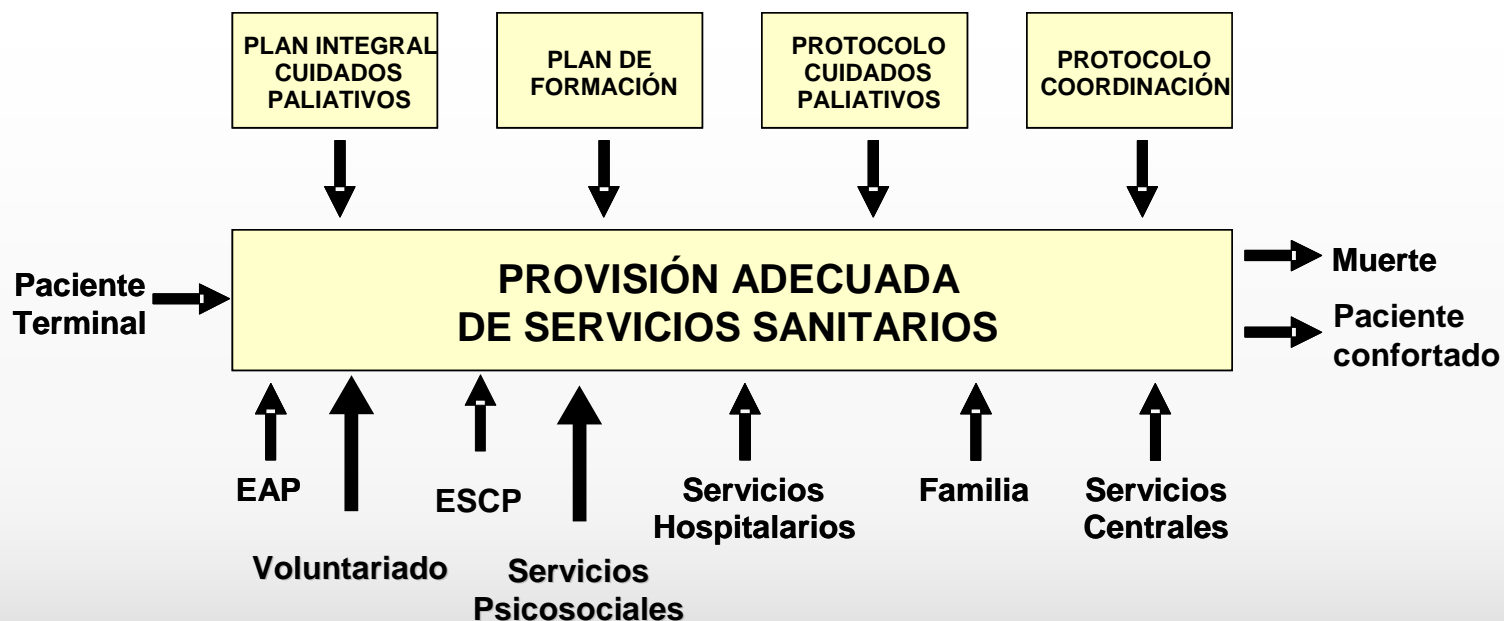 PLAN INTEGRAL
CUIDADOS
PALIATIVOS
PLAN DE
FORMACIÓN
PROTOCOLO
CUIDADOS
PALIATIVOS
PROTOCOLO
COORDINACIÓN
Paciente
Terminal
PROVISIÓN ADECUADA
DE SERVICIOS SANITARIOS
Muerte
Paciente
confortado
EAP
Voluntariado
ESCP
Servicios
Psicosociales
Servicios
Hospitalarios
Familia
Servicios
Centrales